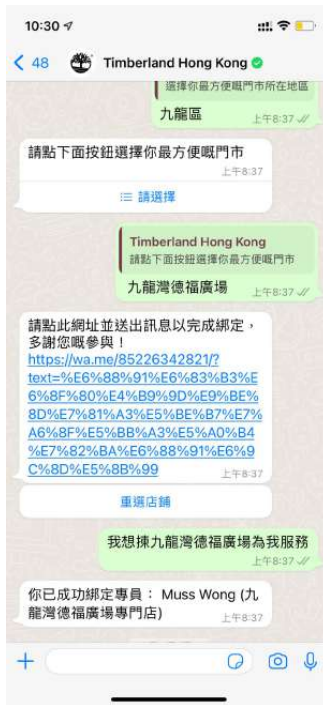 10:30
48 Timberland Hong Kong
選擇你最方便嘅門市所在地區
九龍區
上午8:37
請點下面按鈕選擇你最方便嘅門市
上午8:37
請選擇
Timberland Hong Kong
請點下面按鈕選擇你最方便嘅門市
九龍灣德福廣場
上午8:37
請點此網址並送出訊息以完成綁定，
多謝您嘅參與！
https://wa.me/85226342821/?
text=%E6%88%91%E6%83%B3%E
6%8F%80%E4%B9%9D%E9%BE%
8D%E7%81%A3%E5%BE%B7%E7%
A6%8F%E5%BB%A3%E5%A0%B4
%E7%82%BA%E6%88%91%E6%9
C%8D%E5%8B%99
上午8:37
重選店鋪
我想揀九龍灣德福廣場為我服務
上午8:37
你已成功綁定專員： Muss Wong (九
龍灣德福廣場專門店)
上午8:37